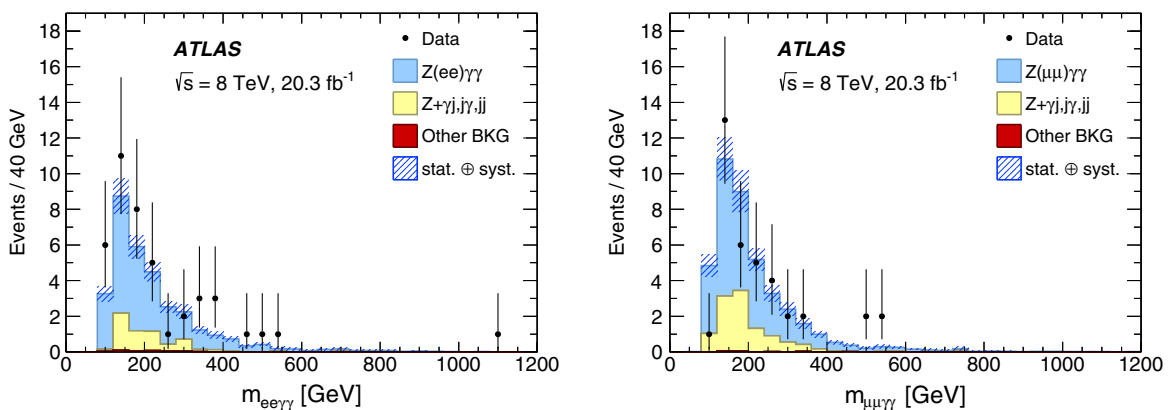 Events / 40 GeV
18
16
14
12
10
8
6
4
2
0
ATLAS
√s = 8 TeV, 20.3 fb⁻¹
Data
Z(ee)γγ
Z+γj,jγ,jj
Other BKG
stat. ⊕ syst.
0 200 400 600 800 1000 1200
m_eeγγ [GeV]
Events / 40 GeV
18
16
14
12
10
8
6
4
2
0
ATLAS
√s = 8 TeV, 20.3 fb⁻¹
Data
Z(μμ)γγ
Z+γj,jγ,jj
Other BKG
stat. ⊕ syst.
0 200 400 600 800 1000 1200
m_μμγγ [GeV]